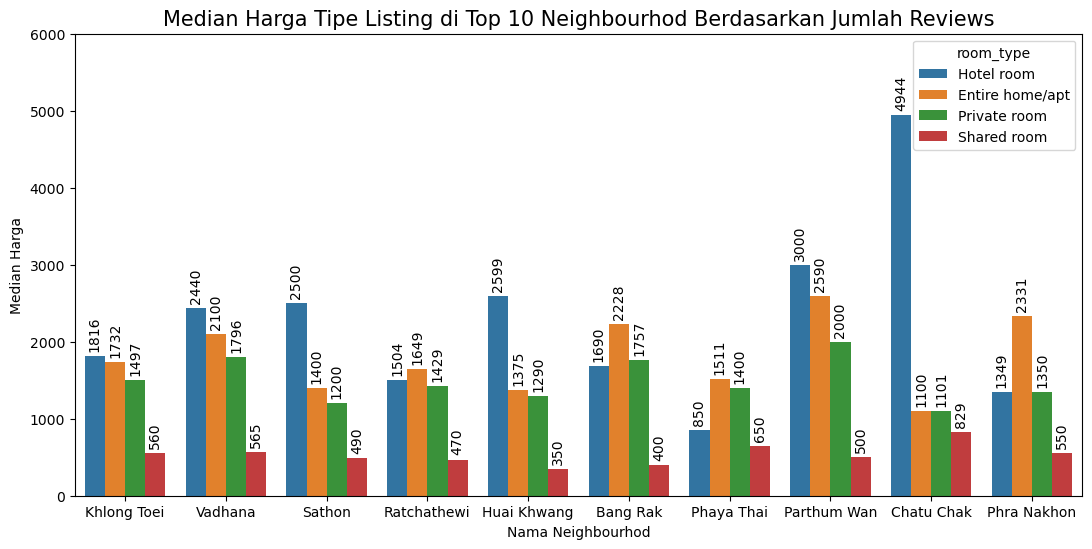 Median Harga Tipe Listing di Top 10 Neighbourhod Berdasarkan Jumlah Reviews
Median Harga
6000
5000
4000
3000
2000
1000
0
room_type
Hotel room
Entire home/apt
Private room
Shared room
1816 1732 1497 560
2440 2100 1796 565
2500 1400 1200 490
1504 1649 1429 470
2599 1375 1290 350
1690 2228 1757 400
850 1511 1400 650
3000 2590 2000 500
4944 1100 1101 829
1349 2331 1350 550
Khlong Toei Vadhana Sathon Ratchathewi Huai Khwang Bang Rak Phaya Thai Parthum Wan Chatu Chak Phra Nakhon
Nama Neighbourhod